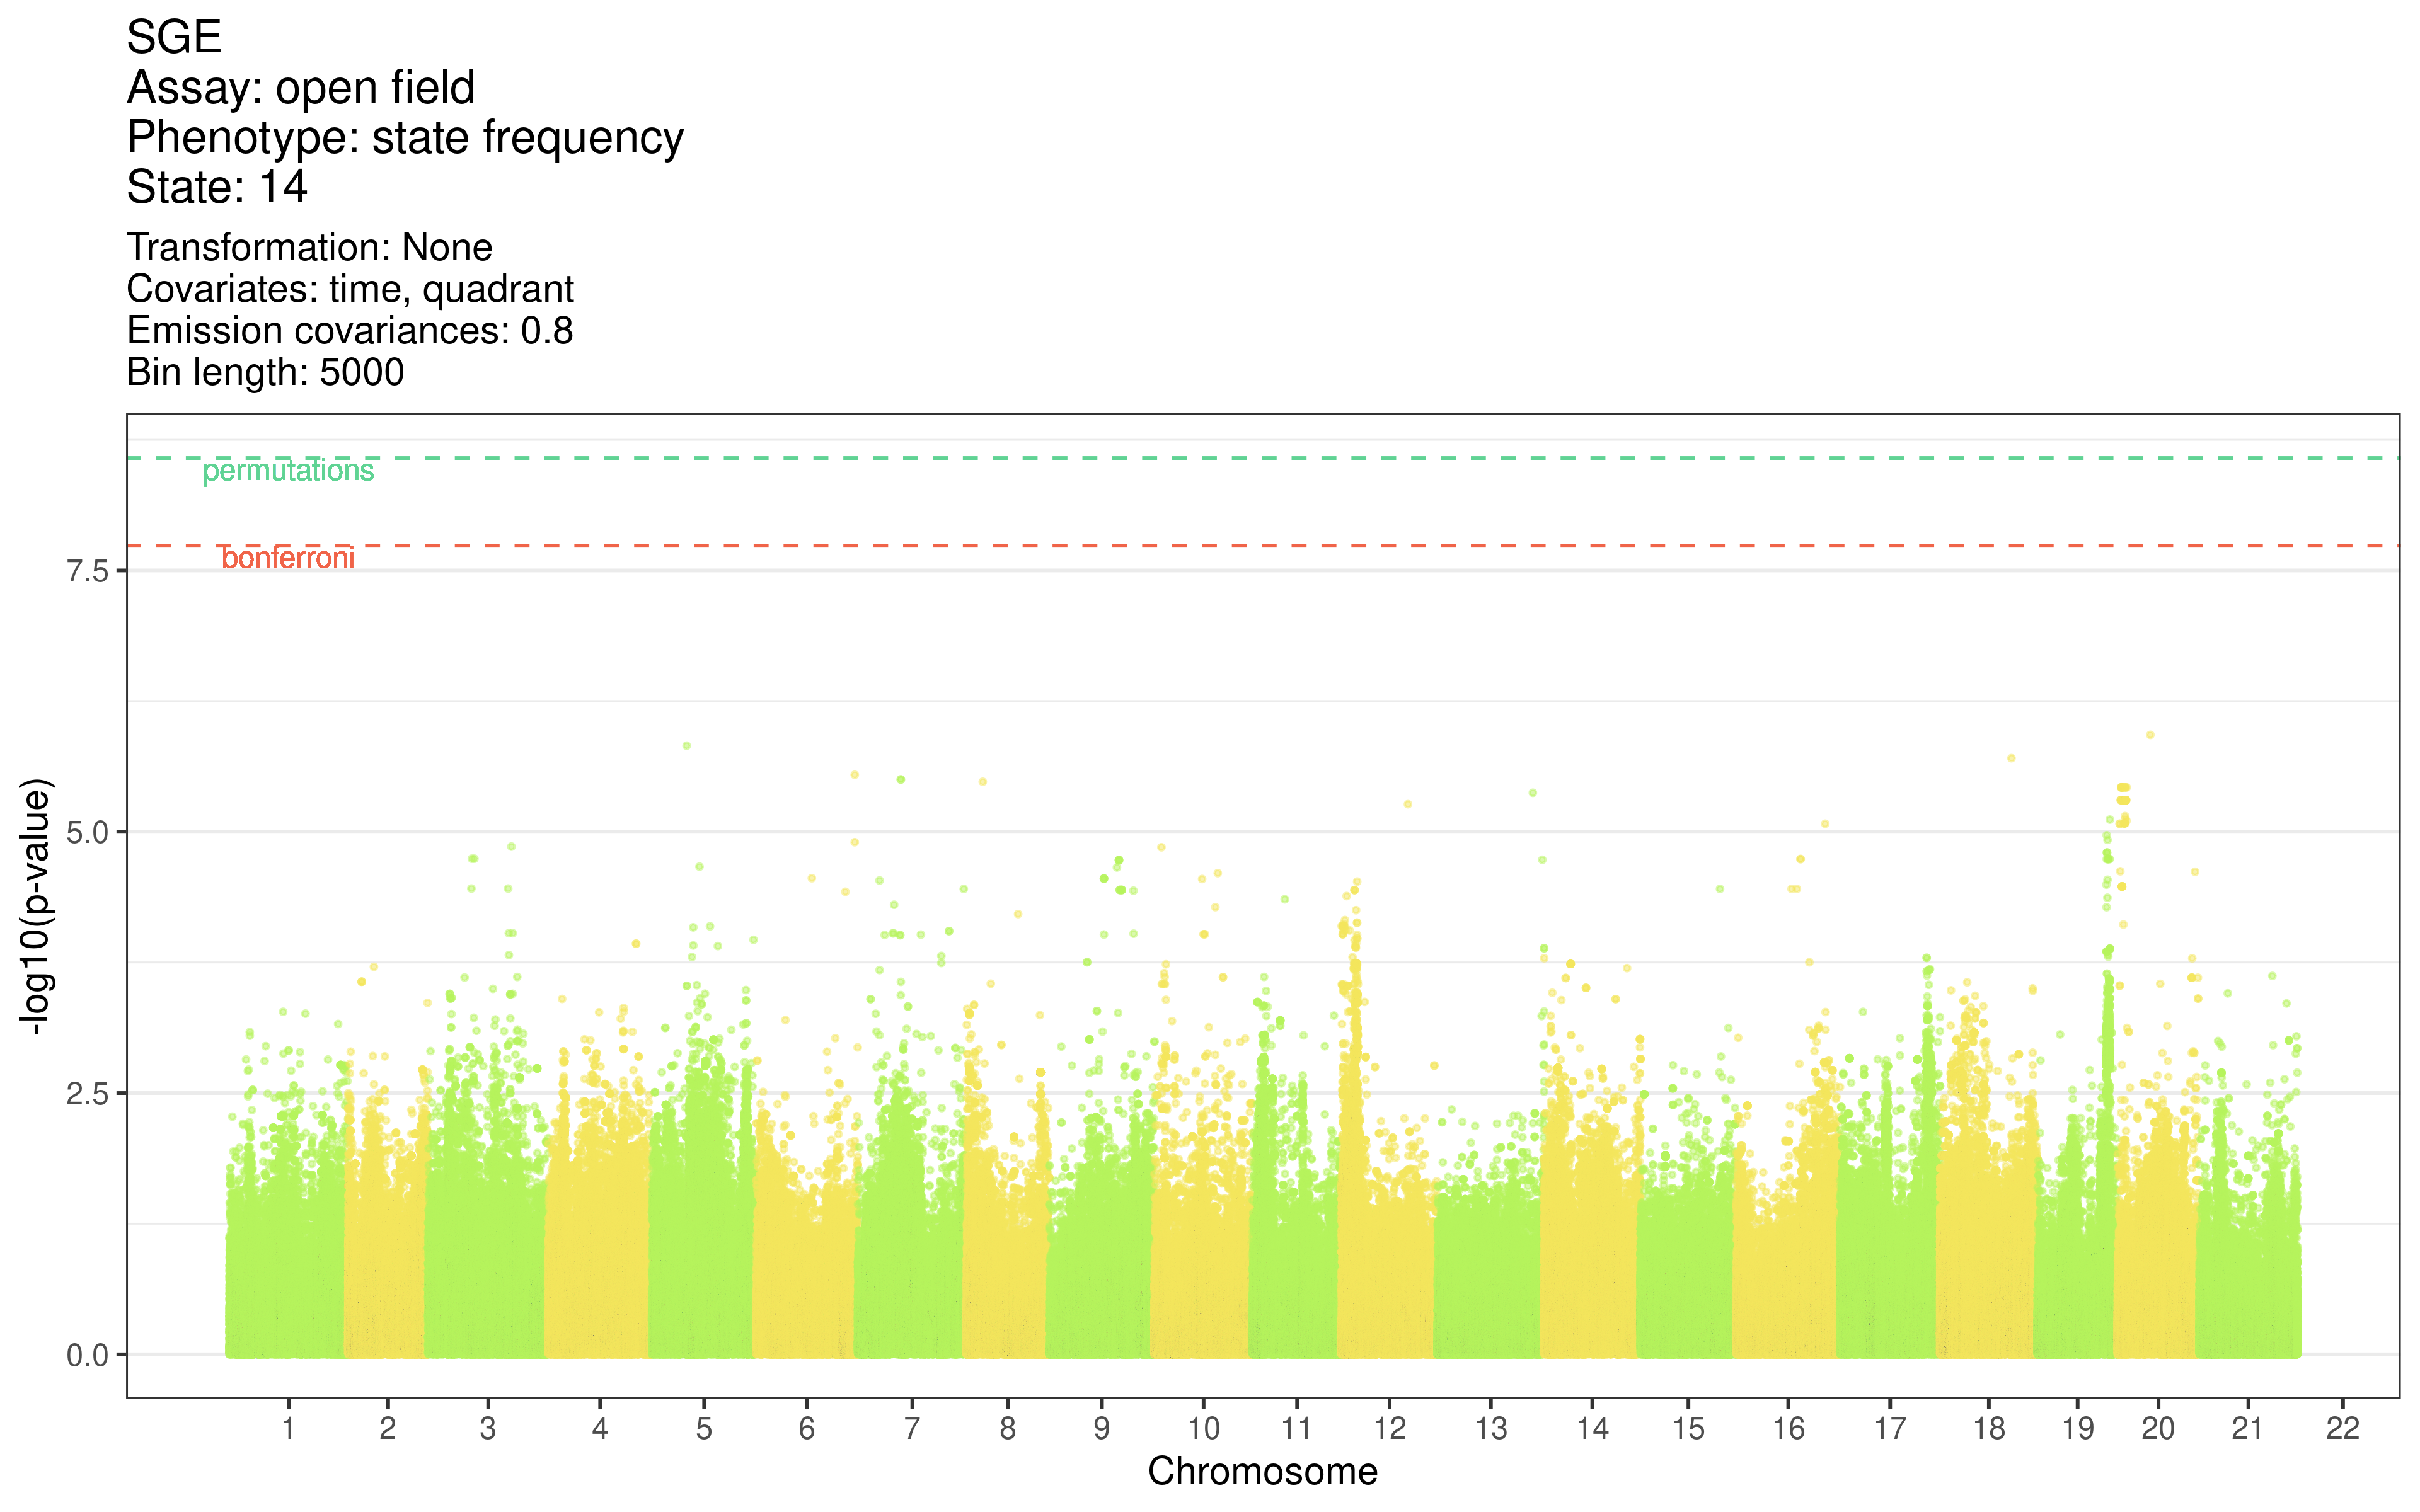 SGE
Assay: open field
Phenotype: state frequency
State: 14
Transformation: None
Covariates: time, quadrant
Emission covariances: 0.8
Bin length: 5000
permutations
bonferroni
7.5
5.0
2.5
0.0
-log10(p-value)
1 2 3 4 5 6 7 8 9 10 11 12 13 14 15 16 17 18 19 20 21 22
Chromosome